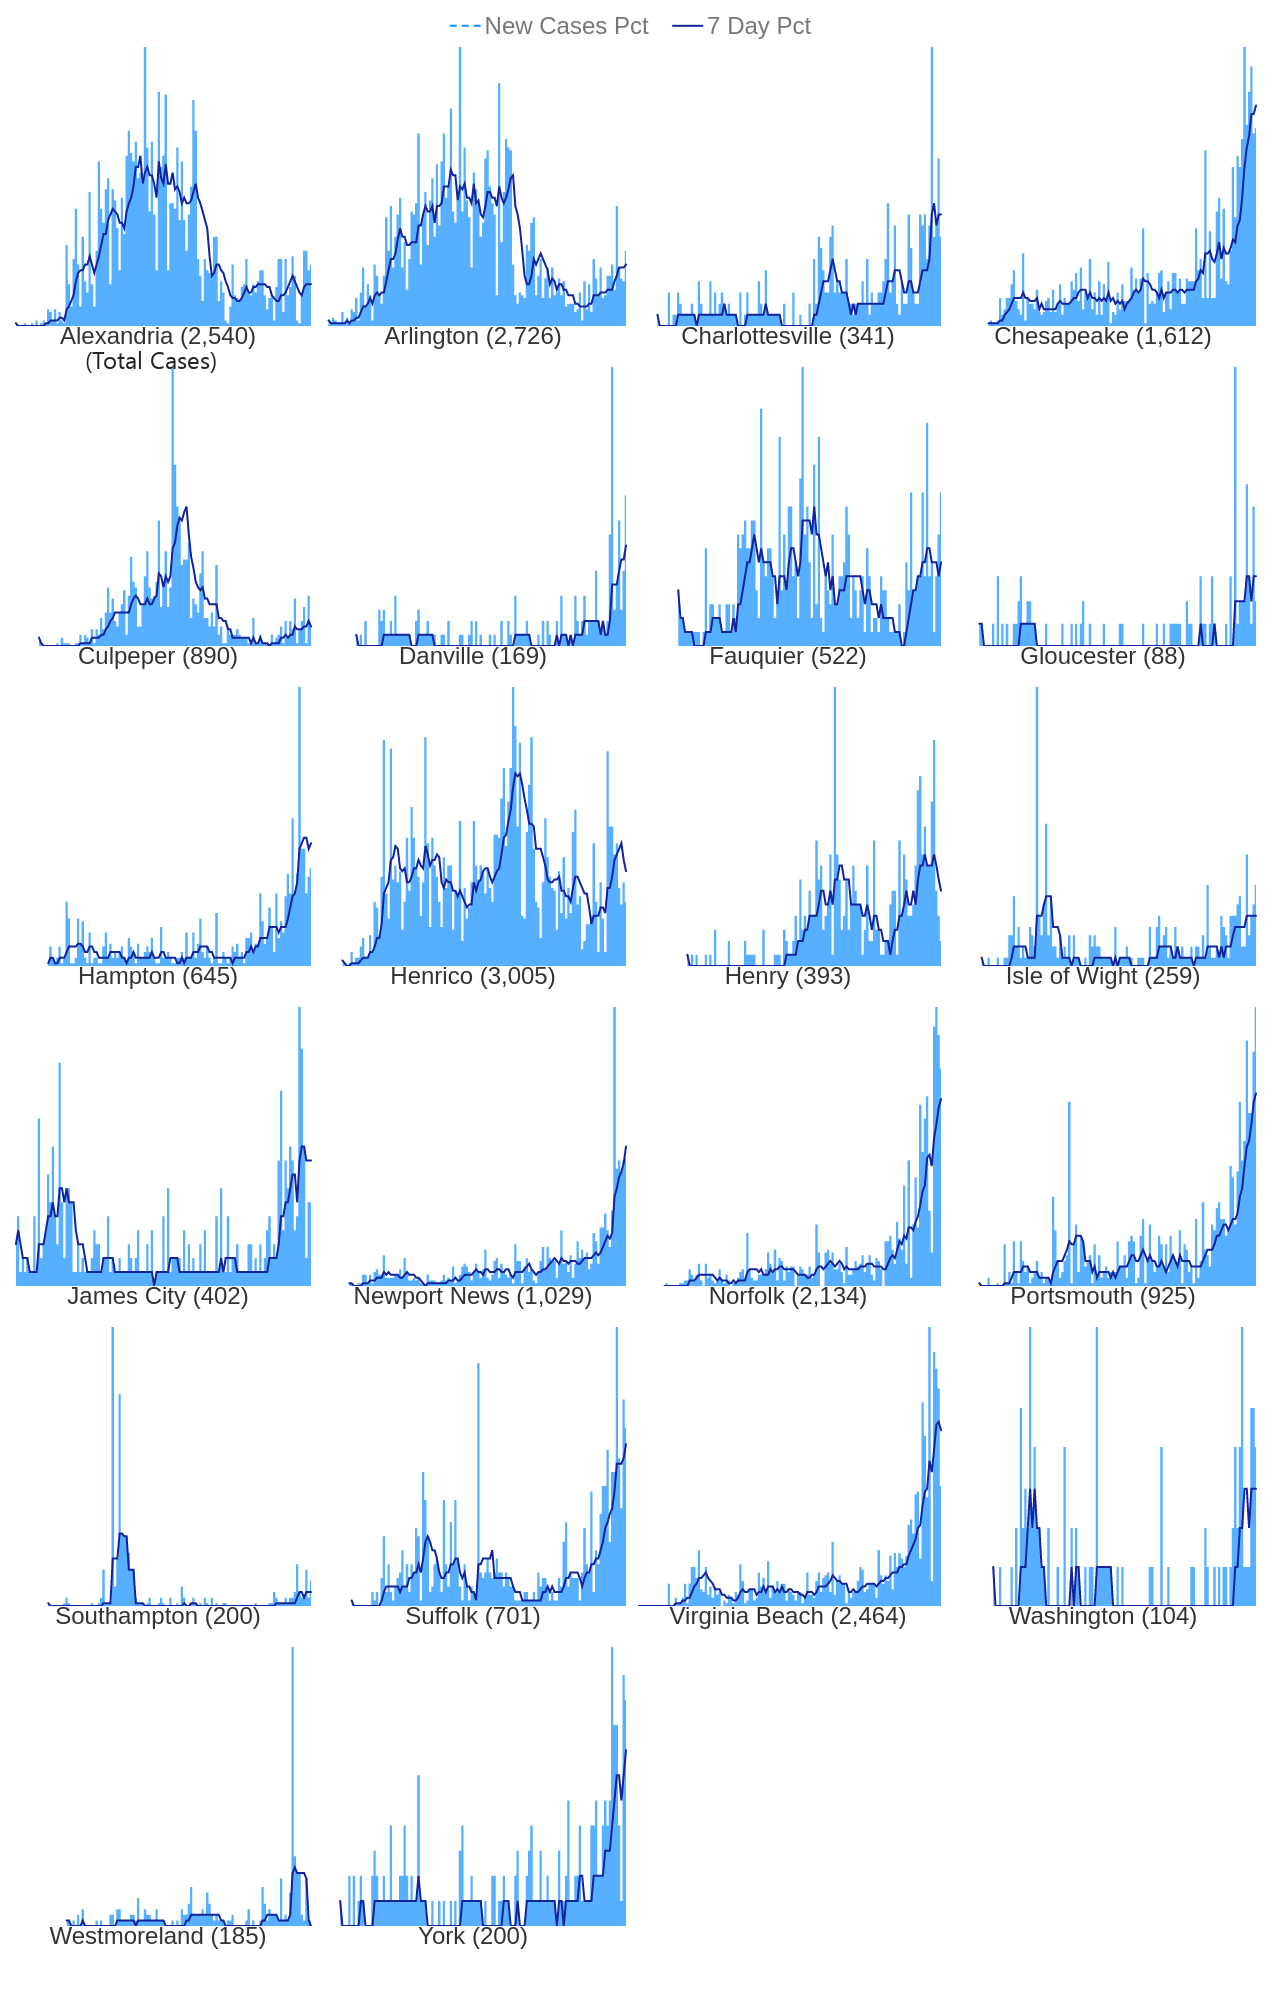 New Cases Pct 7 Day Pct
Alexandria (2,540) Arlington (2,726) Charlottesville (341) Chesapeake (1,612)
(Total Cases)
Culpeper (890) Danville (169) Fauquier (522) Gloucester (88)
Hampton (645) Henrico (3,005) Henry (393) Isle of Wight (259)
James City (402) Newport News (1,029) Norfolk (2,134) Portsmouth (925)
Southampton (200) Suffolk (701) Virginia Beach (2,464) Washington (104)
Westmoreland (185) York (200)